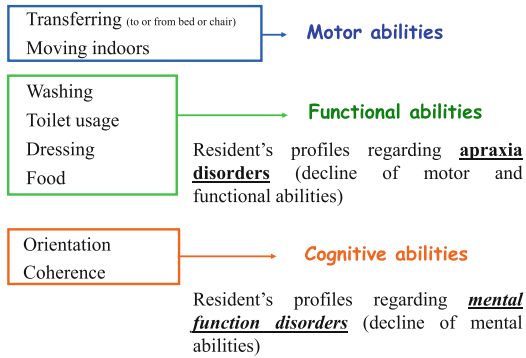 Transferring (to or from bed or chair)
Moving indoors
Motor abilities
Washing
Toilet usage
Dressing
Food
Functional abilities
Resident's profiles regarding apraxia
disorders (decline of motor and
functional abilities)
Orientation
Coherence
Cognitive abilities
Resident's profiles regarding mental
function disorders (decline of mental
abilities)